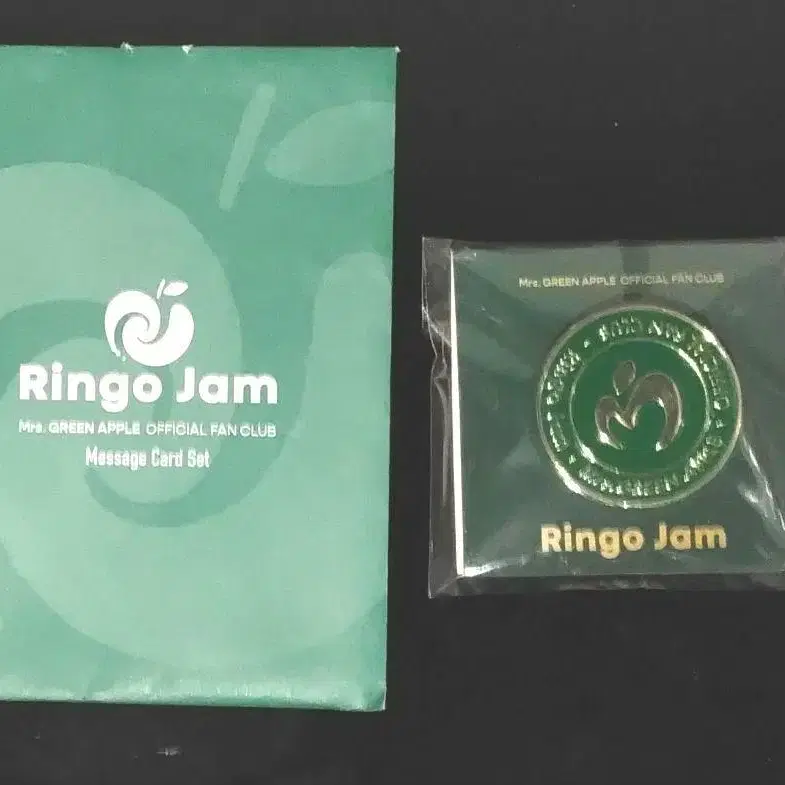 Ringo Jam
Mrs. GREEN APPLE OFFICIAL FAN CLUB
Message Card Set
Mrs. GREEN APPLE OFFICIAL FAN CLUB
Ringo Jam